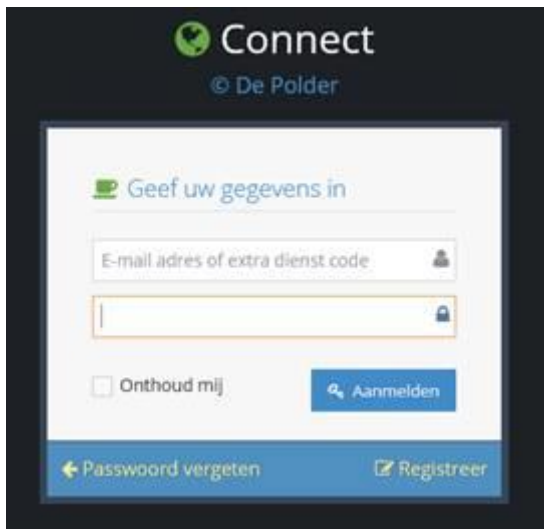 Connect
© De Polder
Geef uw gegevens in
E-mail adres of extra dienst code
Onthoud mij
Aanmelden
Passwoord vergeten
Registreer